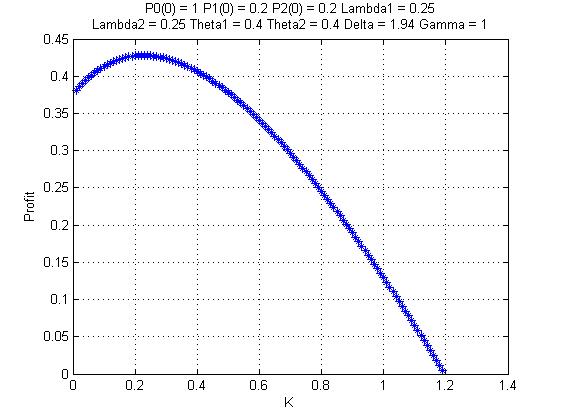 P0(0) = 1 P1(0) = 0.2 P2(0) = 0.2 Lambda1 = 0.25
Lambda2 = 0.25 Theta1 = 0.4 Theta2 = 0.4 Delta = 1.94 Gamma = 1
0.45
0.4
0.35
0.3
0.25
0.2
0.15
0.1
0.05
0
Profit
0 0.2 0.4 0.6 0.8 1 1.2 1.4
K